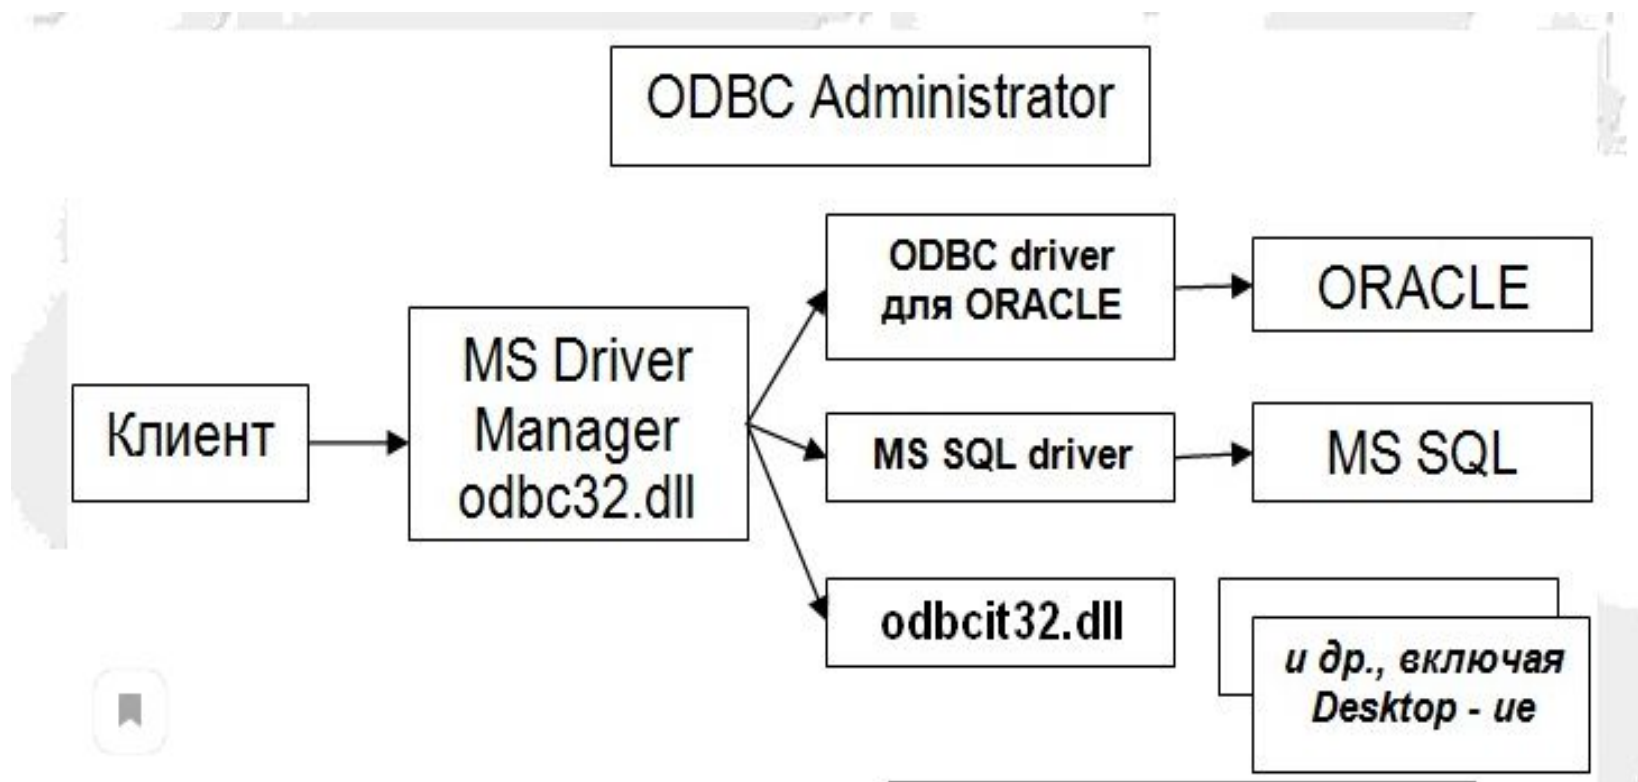 ODBC Administrator
ODBC driver
для ORACLE
ORACLE
MS Driver
Manager
odbc32.dll
Клиент
MS SQL driver
MS SQL
odbcit32.dll
и др., включая
Desktop - ие